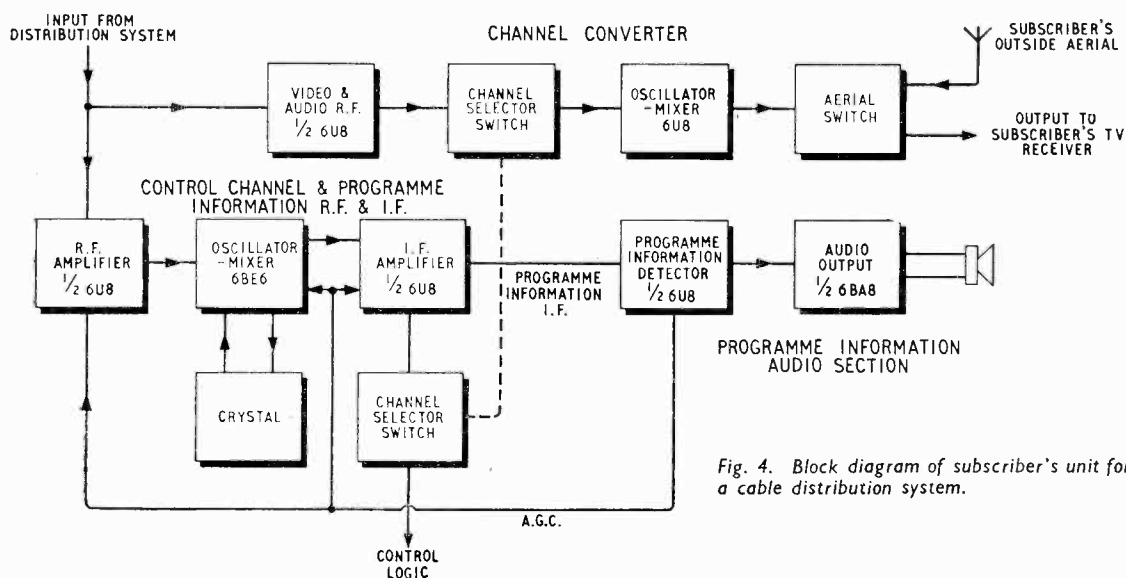 INPUT FROM
DISTRIBUTION SYSTEM
CHANNEL CONVERTER
SUBSCRIBER'S
OUTSIDE AERIAL
VIDEO &
AUDIO R.F.
1/2 6U8
CHANNEL
SELECTOR
SWITCH
OSCILLATOR
-MIXER
6U8
AERIAL
SWITCH
OUTPUT TO
SUBSCRIBER'S TV
RECEIVER
CONTROL CHANNEL & PROGRAMME
INFORMATION R.F. & I.F.
R.F.
AMPLIFIER
1/2 6U8
OSCILLATOR
-MIXER
6BE6
I.F.
AMPLIFIER
1/2 6U8
PROGRAMME
INFORMATION
I.F.
PROGRAMME
INFORMATION
DETECTOR
1/2 6U8
AUDIO
OUTPUT
1/2 6BA8
PROGRAMME INFORMATION
AUDIO SECTION
CRYSTAL
CHANNEL
SELECTOR
SWITCH
A.G.C.
CONTROL
LOGIC
Fig. 4. Block diagram of subscriber's unit for
a cable distribution system.